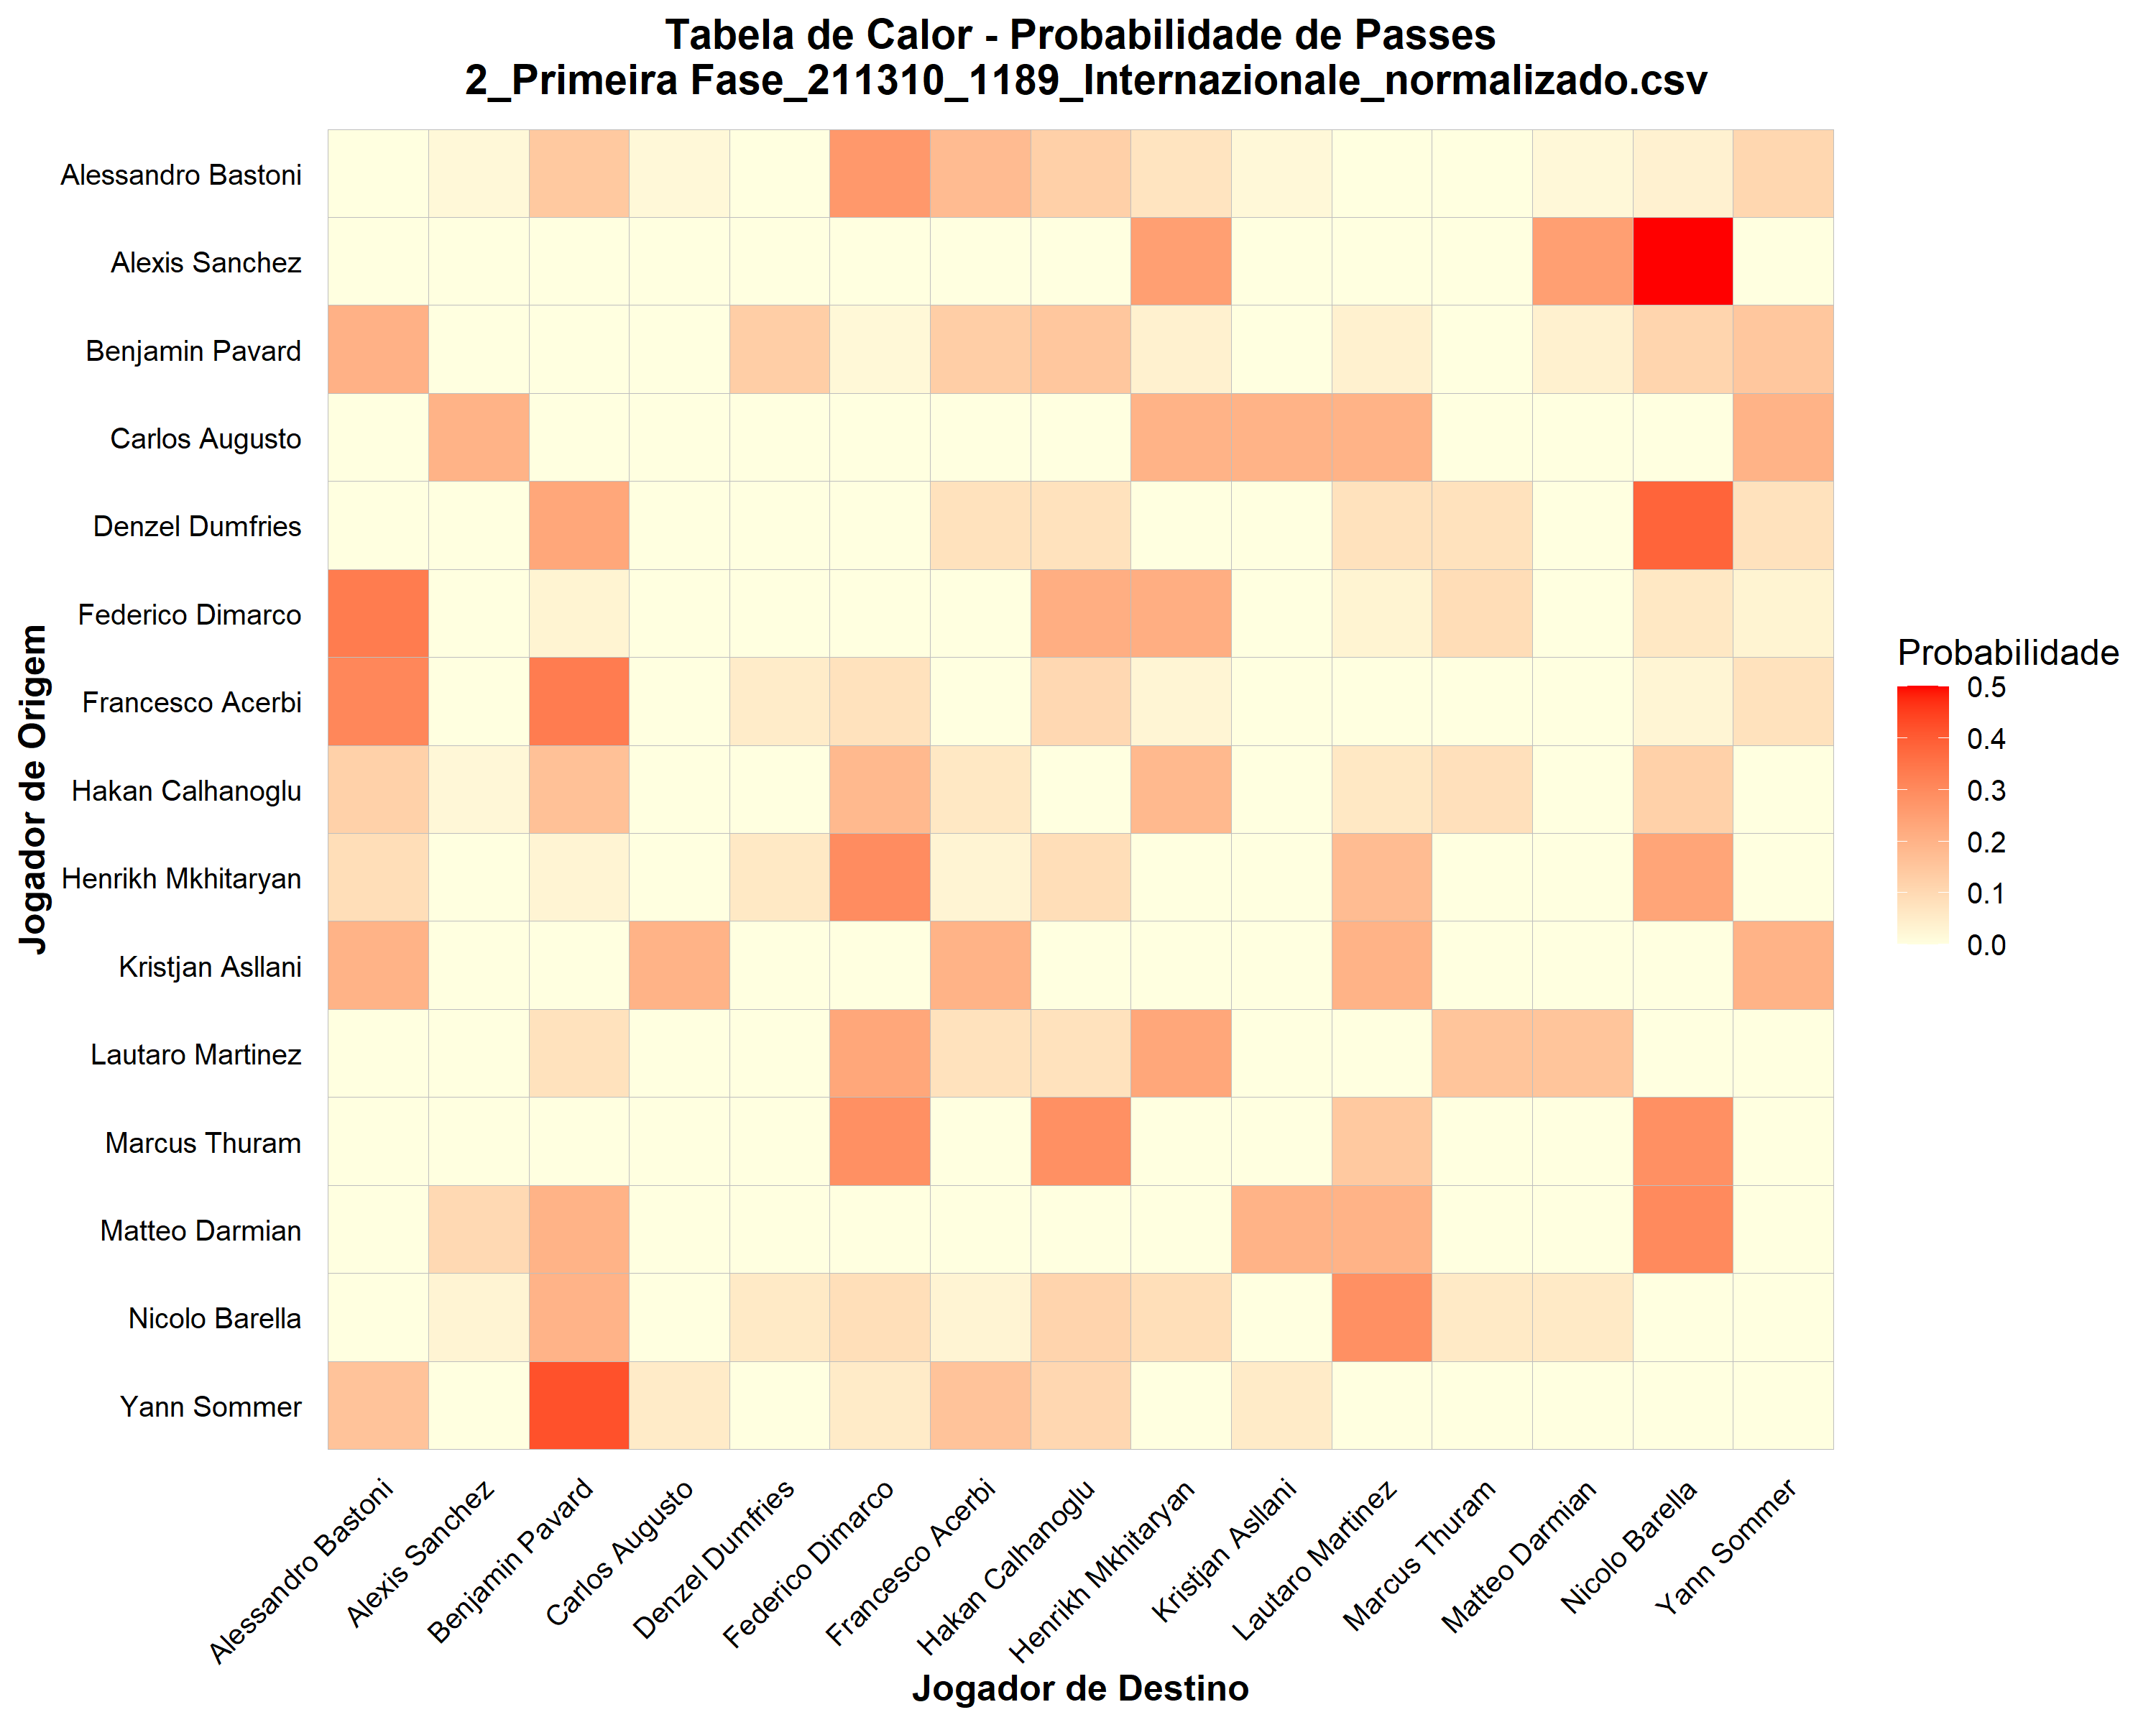 Tabela de Calor - Probabilidade de Passes
2_Primeira Fase_211310_1189_Internazionale_normalizado.csv
Jogador de Origem
Alessandro Bastoni
Alexis Sanchez
Benjamin Pavard
Carlos Augusto
Denzel Dumfries
Federico Dimarco
Francesco Acerbi
Hakan Calhanoglu
Henrikh Mkhitaryan
Kristjan Asllani
Lautaro Martinez
Marcus Thuram
Matteo Darmian
Nicolo Barella
Yann Sommer
Probabilidade
0.5
0.4
0.3
0.2
0.1
0.0
Alessandro Bastoni
Alexis Sanchez
Benjamin Pavard
Carlos Augusto
Denzel Dumfries
Federico Dimarco
Francesco Acerbi
Hakan Calhanoglu
Henrikh Mkhitaryan
Kristjan Asllani
Lautaro Martinez
Marcus Thuram
Matteo Darmian
Nicolo Barella
Yann Sommer
Jogador de Destino